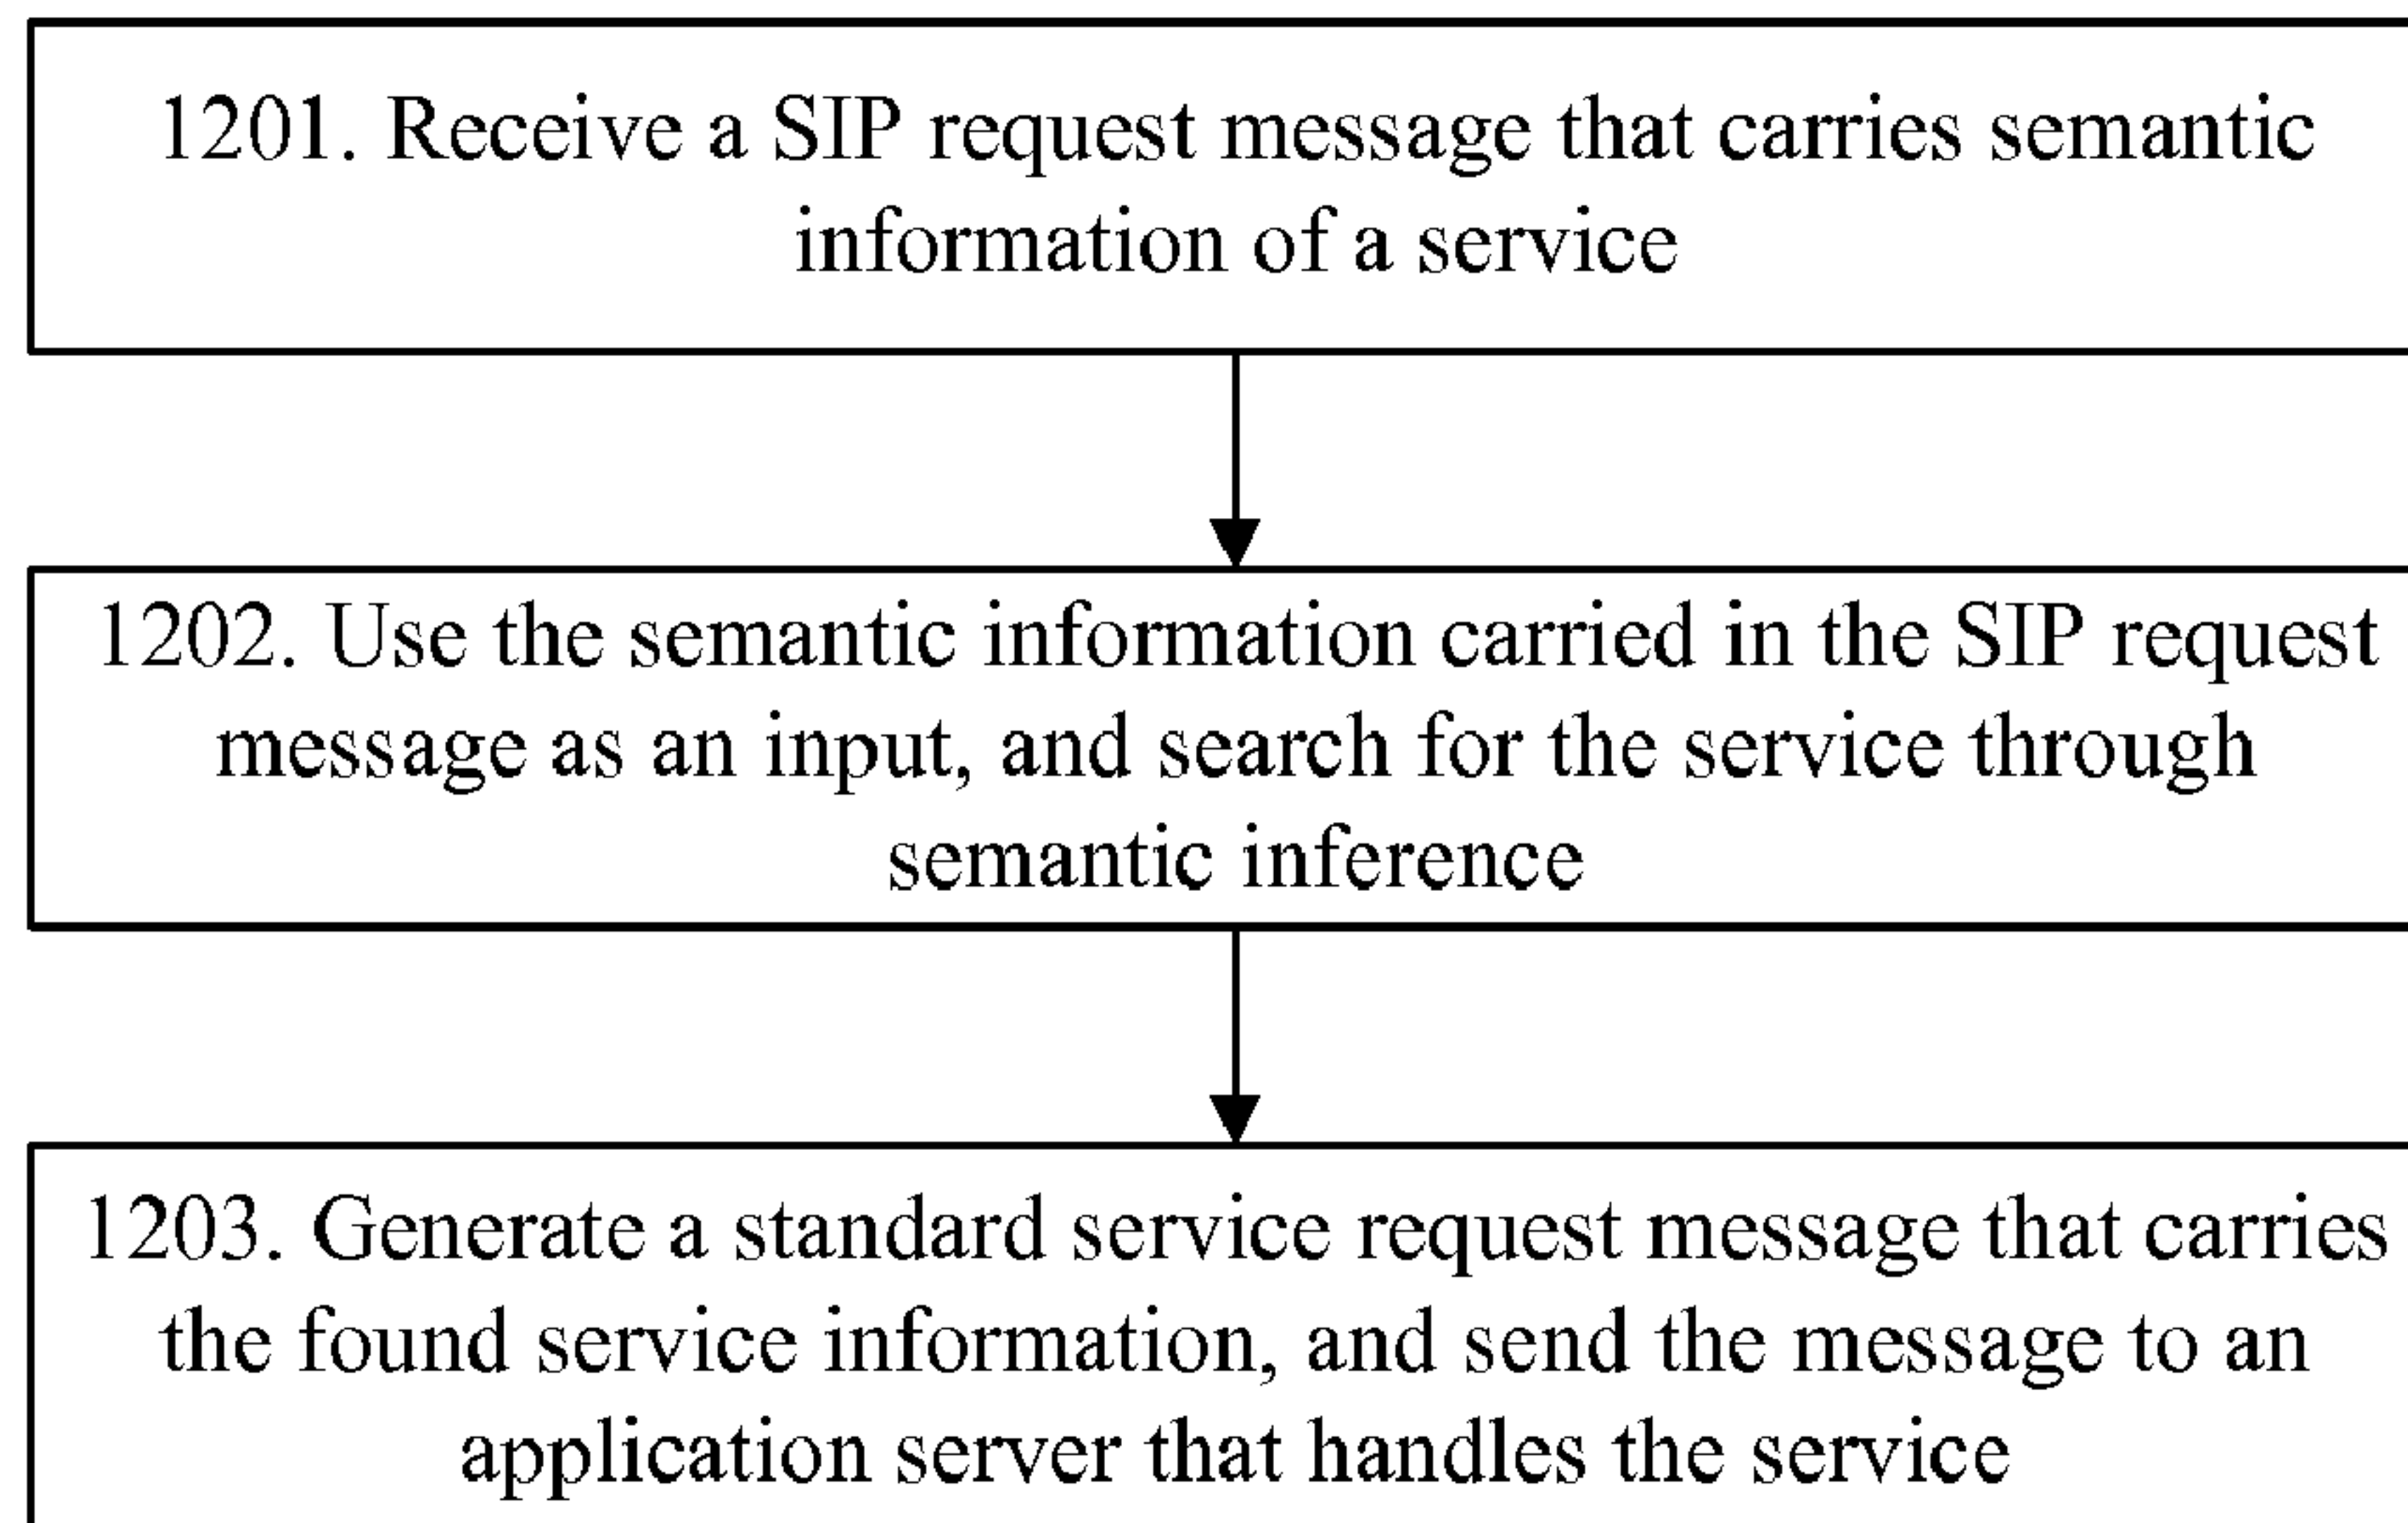 1201. Receive a SIP request message that carries semantic
information of a service
1202. Use the semantic information carried in the SIP request
message as an input, and search for the service through
semantic inference
1203. Generate a standard service request message that carries
the found service information, and send the message to an
application server that handles the service